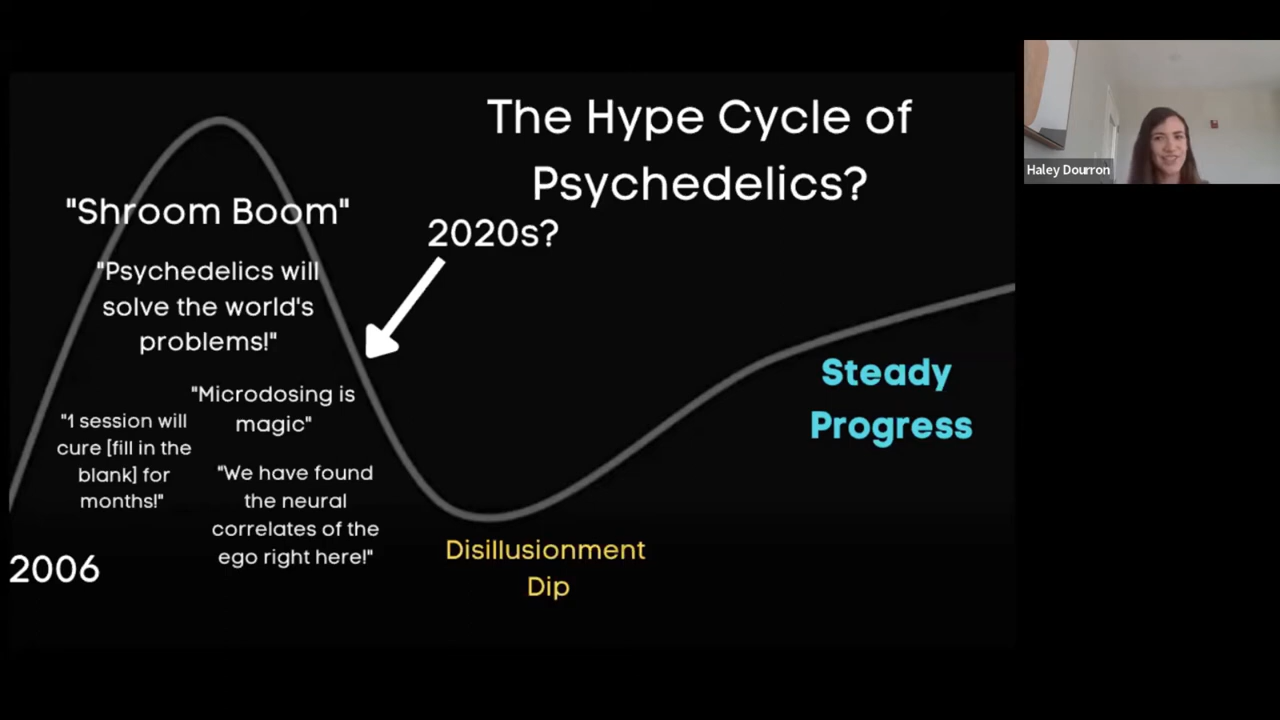 The Hype Cycle of
Psychedelics?
"Shroom Boom"
2020s?
"Psychedelics will
solve the world's
problems!"
"Microdosing is
magic"
"1 session will
cure [fill in the
blank] for
months!"
"We have found
the neural
correlates of the
ego right here!"
2006
Disillusionment
Dip
Steady
Progress
Haley Dourron